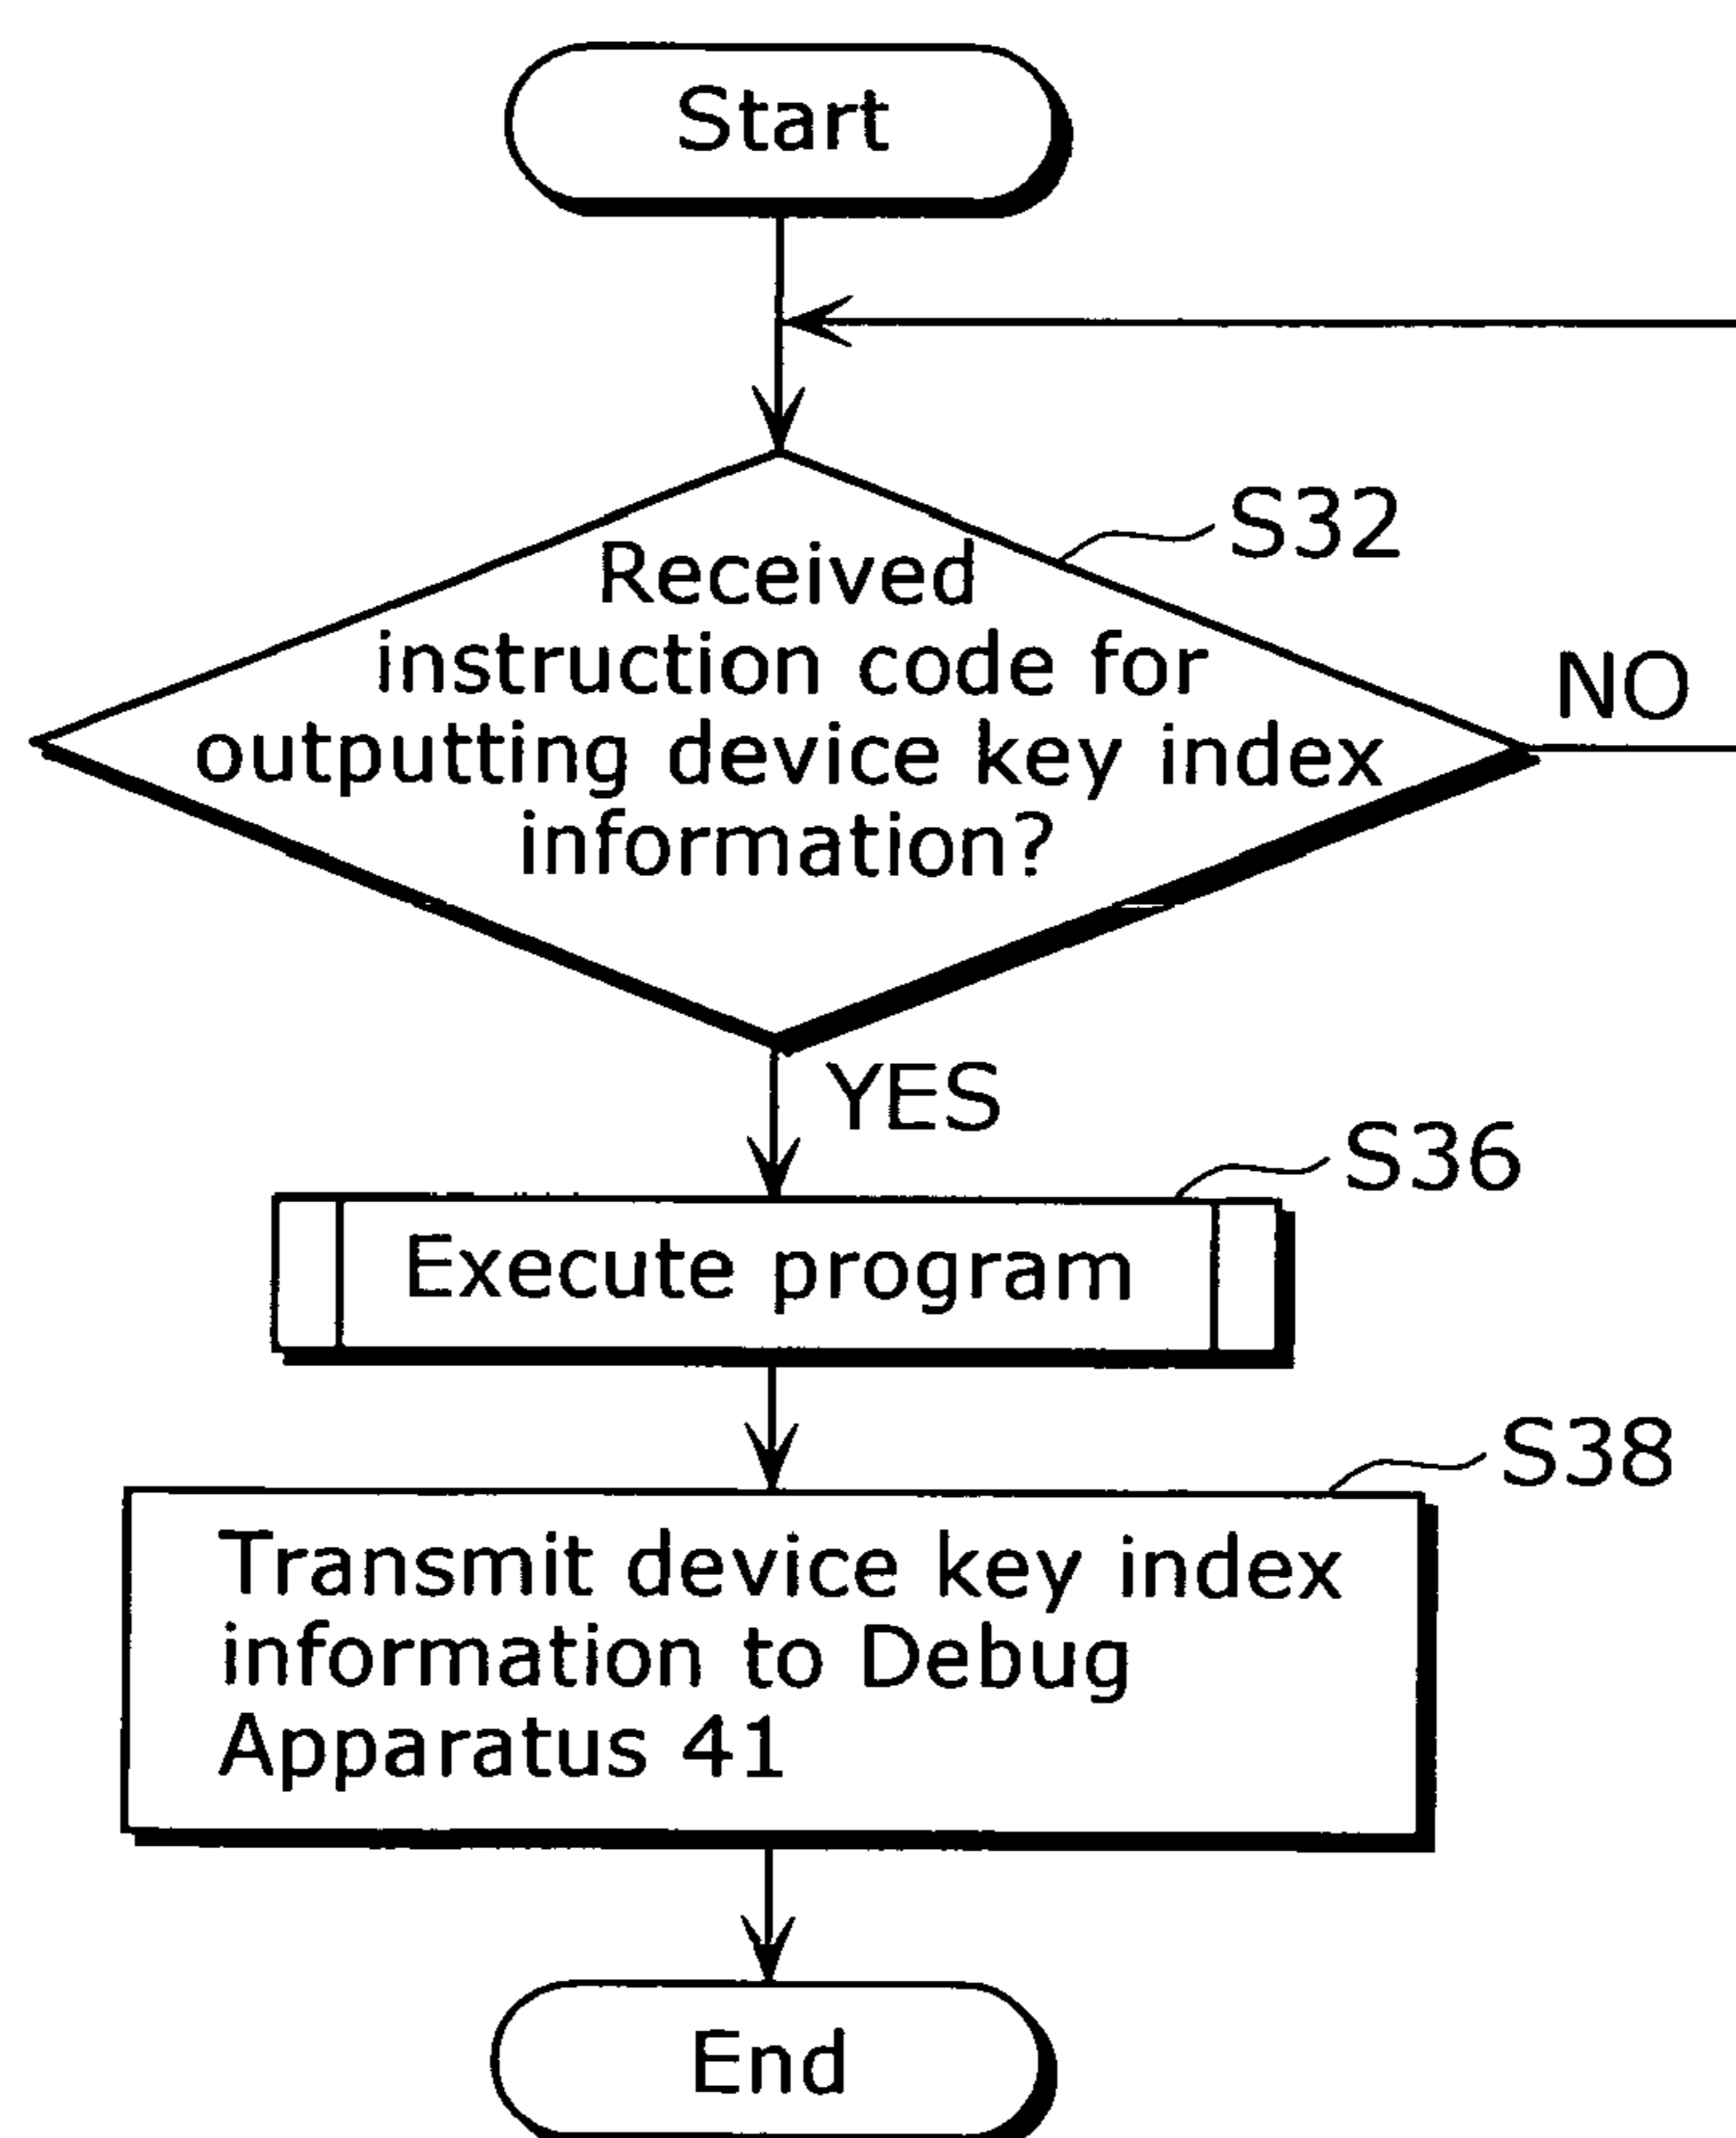 Start
S32
Received
instruction code for
outputting device key index
information?
NO
YES
S36
Execute program
S38
Transmit device key index
information to Debug
Apparatus 41
End